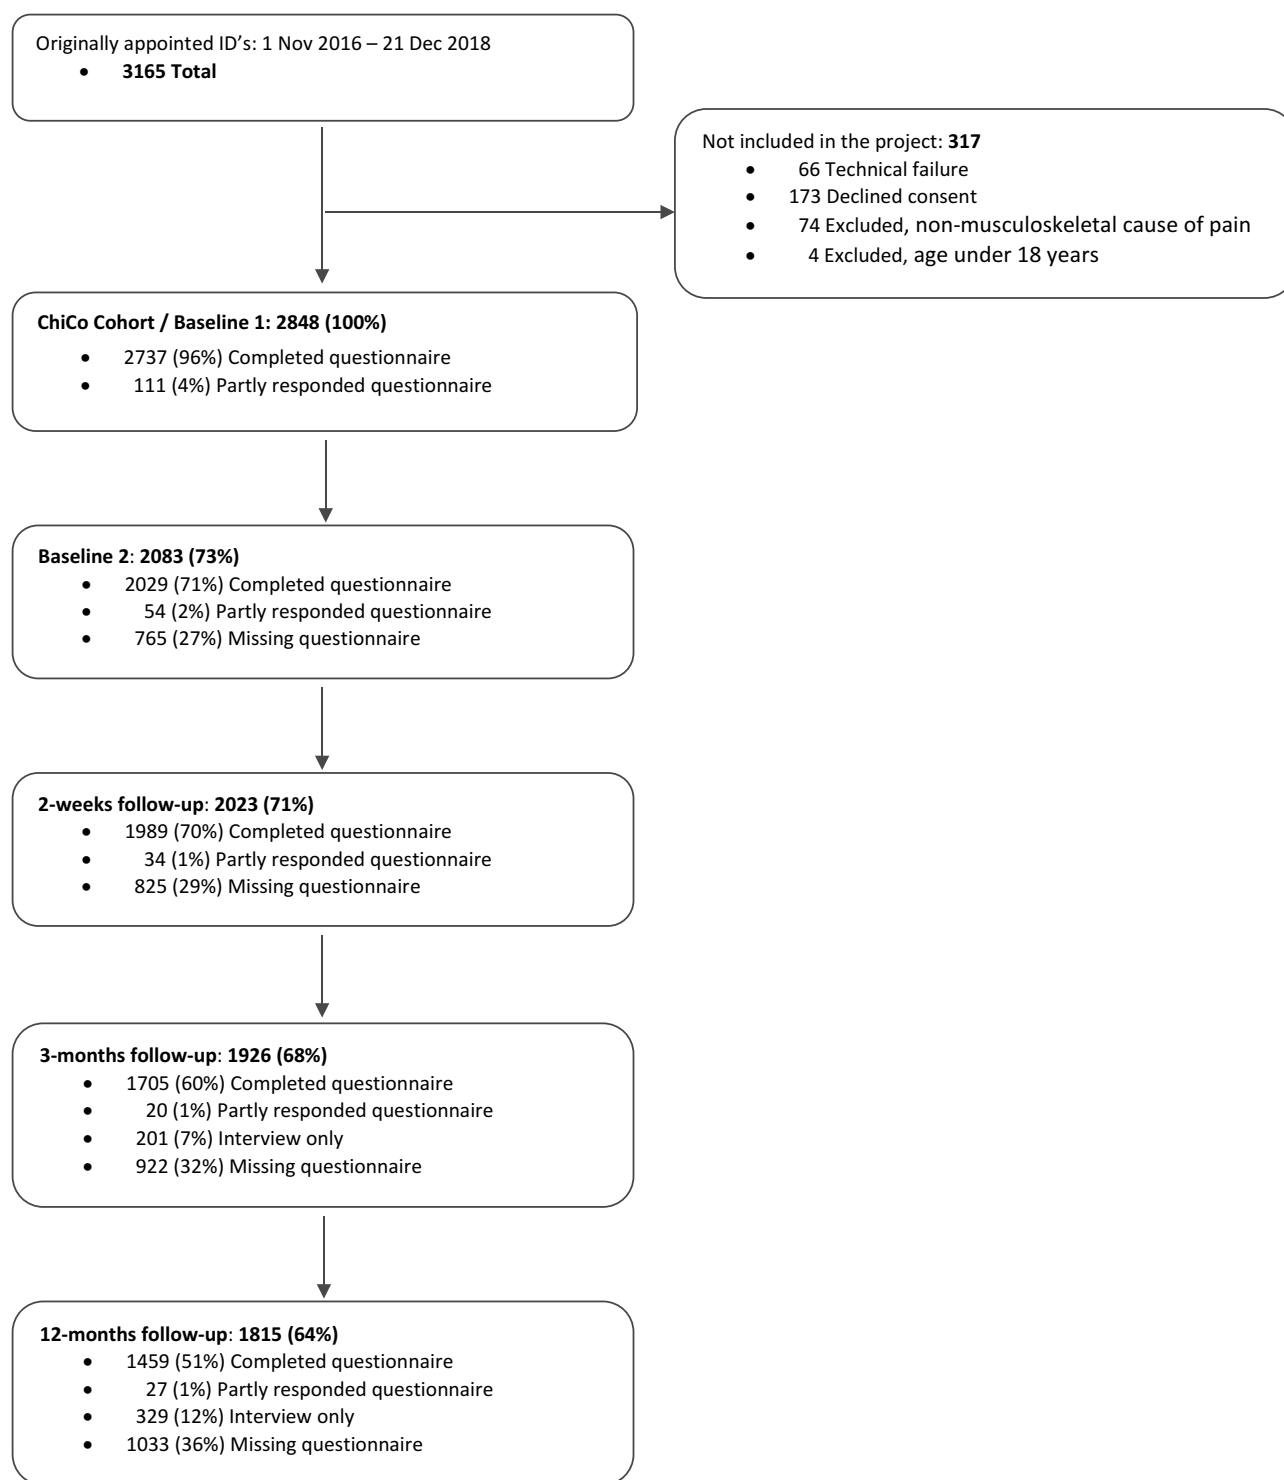 Originally appointed ID’s: 1 Nov 2016 – 21 Dec 2018
• 3165 Total
Not included in the project: 317
• 66 Technical failure
• 173 Declined consent
• 74 Excluded, non-musculoskeletal cause of pain
• 4 Excluded, age under 18 years
ChiCo Cohort / Baseline 1: 2848 (100%)
• 2737 (96%) Completed questionnaire
• 111 (4%) Partly responded questionnaire
Baseline 2: 2083 (73%)
• 2029 (71%) Completed questionnaire
• 54 (2%) Partly responded questionnaire
• 765 (27%) Missing questionnaire
2-weeks follow-up: 2023 (71%)
• 1989 (70%) Completed questionnaire
• 34 (1%) Partly responded questionnaire
• 825 (29%) Missing questionnaire
3-months follow-up: 1926 (68%)
• 1705 (60%) Completed questionnaire
• 20 (1%) Partly responded questionnaire
• 201 (7%) Interview only
• 922 (32%) Missing questionnaire
12-months follow-up: 1815 (64%)
• 1459 (51%) Completed questionnaire
• 27 (1%) Partly responded questionnaire
• 329 (12%) Interview only
• 1033 (36%) Missing questionnaire